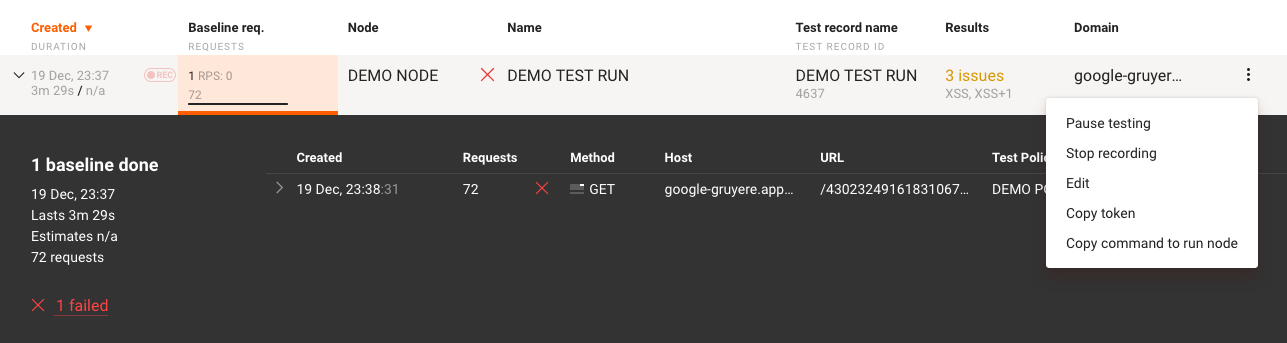 Created ▼ Baseline req. Node Name Test record name Results Domain
DURATION REQUESTS TEST RECORD ID
19 Dec, 23:37 REC 1 RPS: 0 DEMO NODE DEMO TEST RUN DEMO TEST RUN 3 issues google-gruyer...
3m 29s / n/a 72 4637 XSS, XSS+1
Pause testing
Stop recording
Edit
Copy token
Copy command to run node
1 baseline done
19 Dec, 23:37
Lasts 3m 29s
Estimates n/a
72 requests
1 failed
Created Requests Method Host URL Test Polic
19 Dec, 23:38:31 72 GET google-gruyere.app... /43023249161831067... DEMO PO